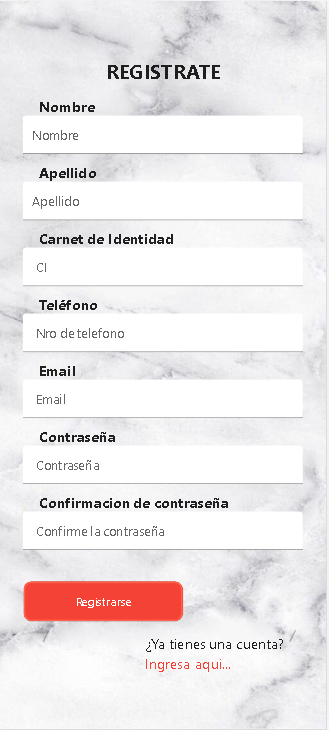 REGISTRATE
Nombre
Nombre
Apellido
Apellido
Carnet de Identidad
CI
Teléfono
Nro de telefono
Email
Email
Contraseña
Contraseña
Confirmacion de contraseña
Confirme la contraseña
Registrarse
¿Ya tienes una cuenta?
Ingresa aqui...